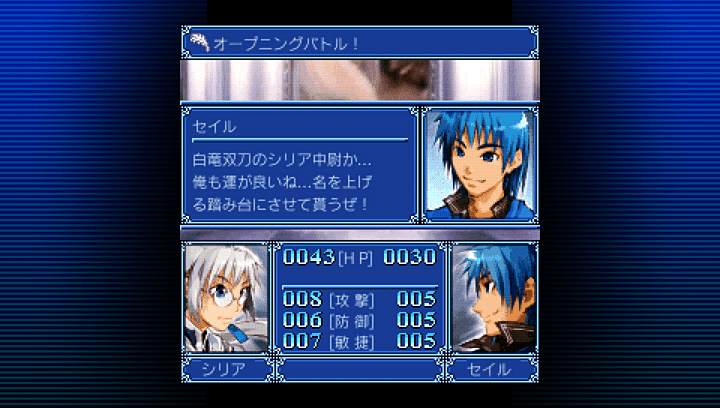 オープニングバトル！
セイル
白竜双刀のシリア中尉か…
俺も運が良いね…名を上げ
る踏み台にさせて貰うぜ！
0043[ＨＰ] 0030
008 [攻 撃] 005
006 [防 御] 005
007 [敏 捷] 005
シリア
セイル